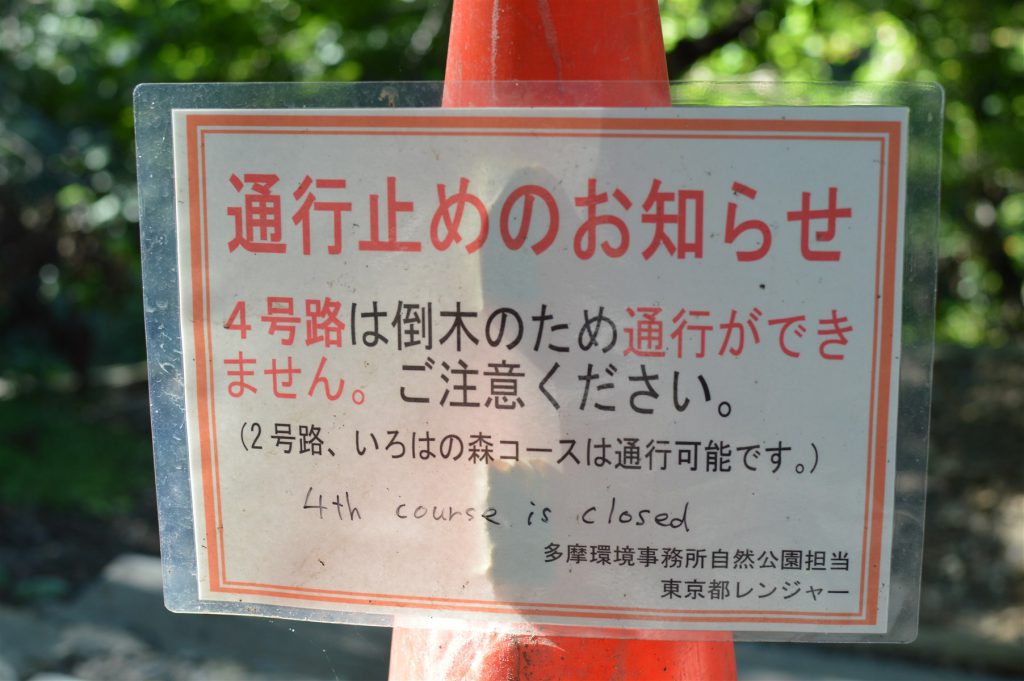 通行止めのお知らせ
４号路は倒木のため通行ができ
ません。ご注意ください。
（２号路、いろはの森コースは通行可能です。）
4th course is closed
多摩環境事務所自然公園担当
東京都レンジャー